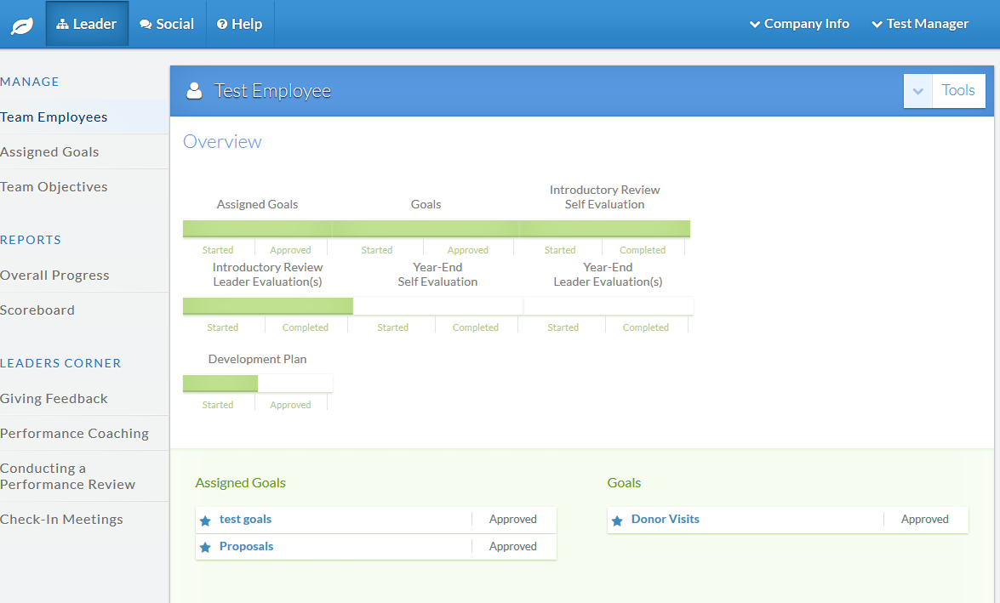 Leader
Social
Help
Company Info
Test Manager
MANAGE
Team Employees
Assigned Goals
Team Objectives
REPORTS
Overall Progress
Scoreboard
LEADERS CORNER
Giving Feedback
Performance Coaching
Conducting a
Performance Review
Check-In Meetings
Test Employee
Tools
Overview
Assigned Goals
Started
Approved
Goals
Started
Approved
Introductory Review
Self Evaluation
Started
Completed
Introductory Review
Leader Evaluation(s)
Started
Completed
Year-End
Self Evaluation
Started
Completed
Year-End
Leader Evaluation(s)
Started
Completed
Development Plan
Started
Approved
Assigned Goals
test goals
Approved
Proposals
Approved
Goals
Donor Visits
Approved